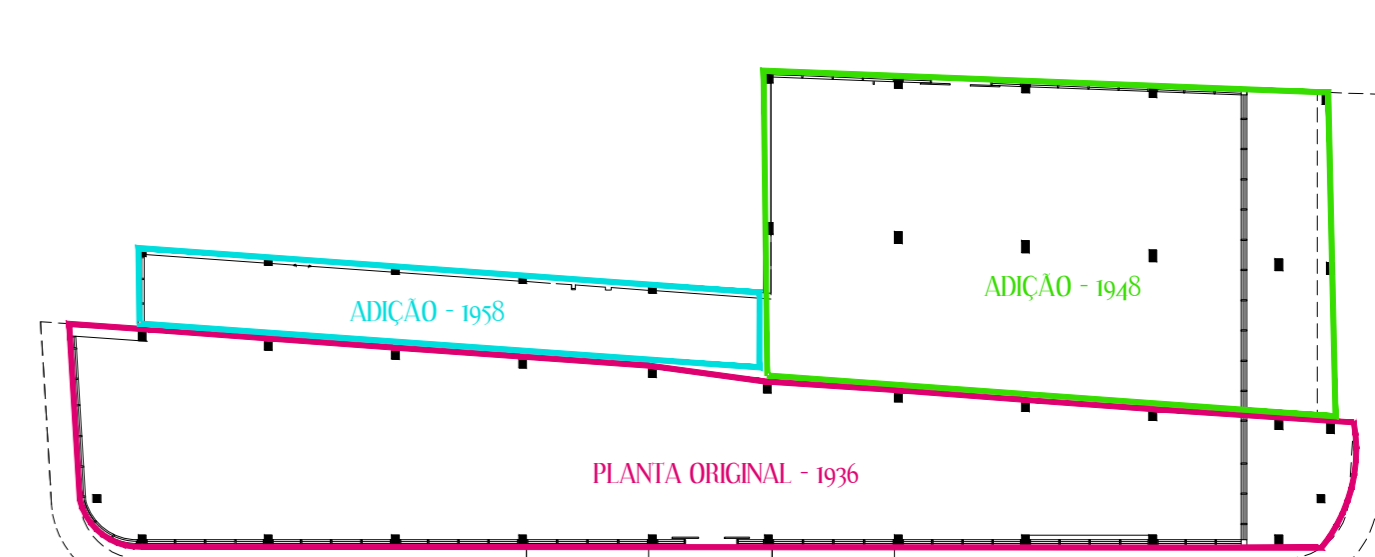 ADIÇÃO - 1948
ADIÇÃO - 1958
PLANTA ORIGINAL - 1936